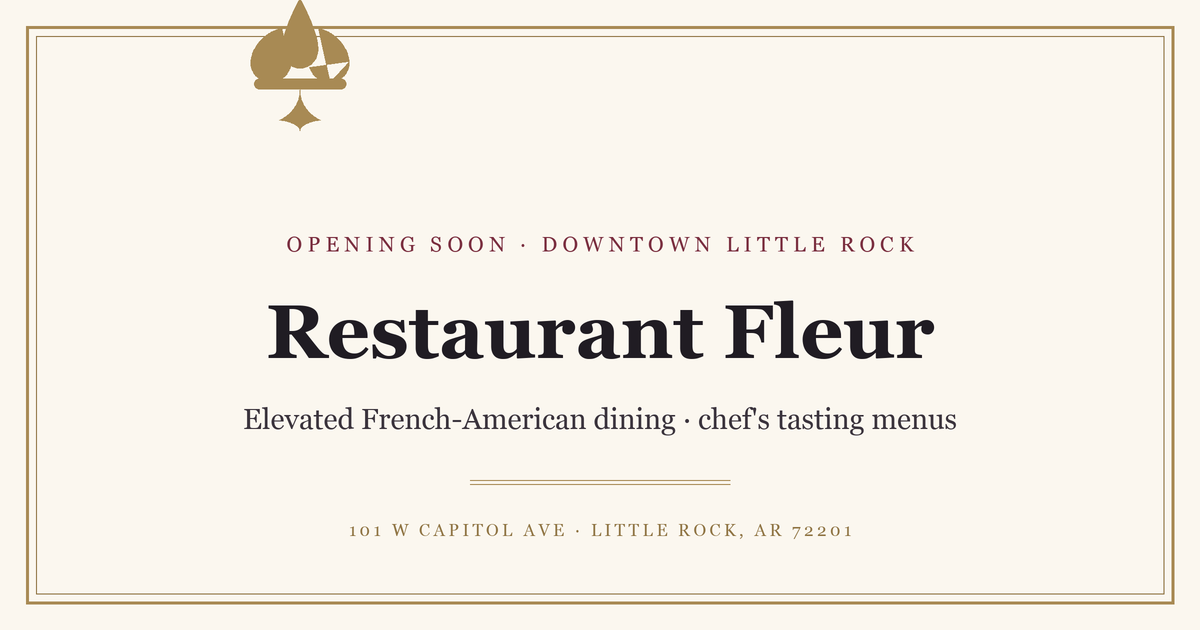 OPENING SOON · DOWNTOWN LITTLE ROCK
Restaurant Fleur
Elevated French-American dining · chef's tasting menus
101 W CAPITOL AVE · LITTLE ROCK, AR 72201